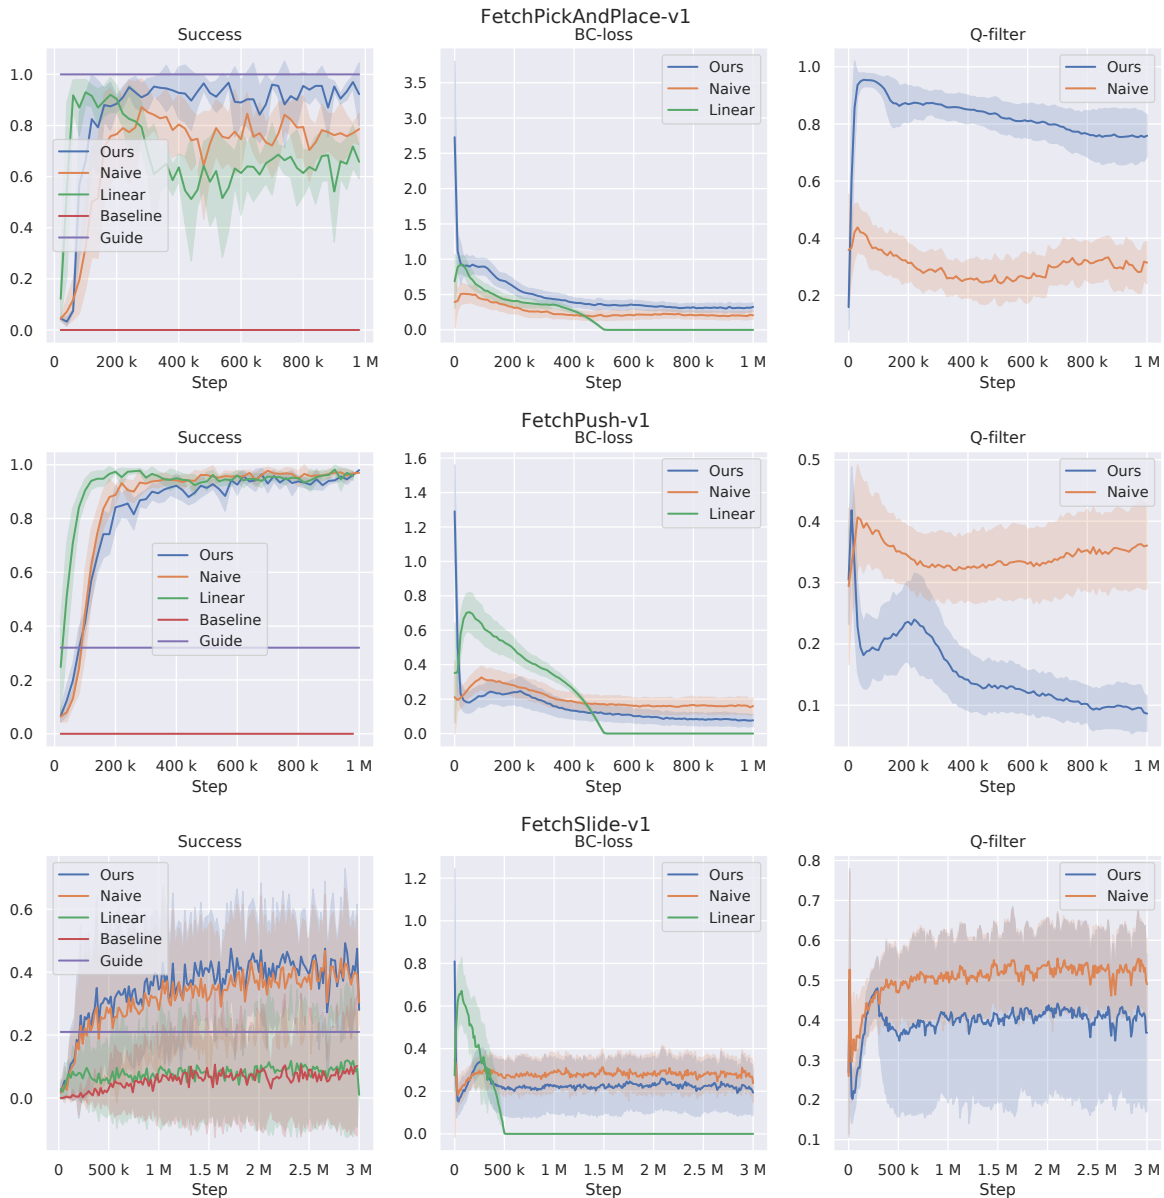 FetchPickAndPlace-v1
Success
BC-loss
Q-filter
1.0
0.8
0.6
0.4
0.2
0.0
Ours
Naive
Linear
Baseline
Guide
0
200 k
400 k
600 k
800 k
1 M
Step
3.5
3.0
2.5
2.0
1.5
1.0
0.5
0.0
Ours
Naive
Linear
0
200 k
400 k
600 k
800 k
1 M
Step
1.0
0.8
0.6
0.4
0.2
Ours
Naive
0
200 k
400 k
600 k
800 k
1 M
Step
FetchPush-v1
Success
BC-loss
Q-filter
1.0
0.8
0.6
0.4
0.2
0.0
Ours
Naive
Linear
Baseline
Guide
0
200 k
400 k
600 k
800 k
1 M
Step
1.6
1.4
1.2
1.0
0.8
0.6
0.4
0.2
0.0
Ours
Naive
Linear
0
200 k
400 k
600 k
800 k
1 M
Step
0.5
0.4
0.3
0.2
0.1
Ours
Naive
0
200 k
400 k
600 k
800 k
1 M
Step
FetchSlide-v1
Success
BC-loss
Q-filter
0.6
0.4
0.2
0.0
Ours
Naive
Linear
Baseline
Guide
0
500 k
1 M
1.5 M
2 M
2.5 M
3 M
Step
1.2
1.0
0.8
0.6
0.4
0.2
0.0
Ours
Naive
Linear
0
500 k
1 M
1.5 M
2 M
2.5 M
3 M
Step
0.8
0.7
0.6
0.5
0.4
0.3
0.2
0.1
Ours
Naive
0
500 k
1 M
1.5 M
2 M
2.5 M
3 M
Step